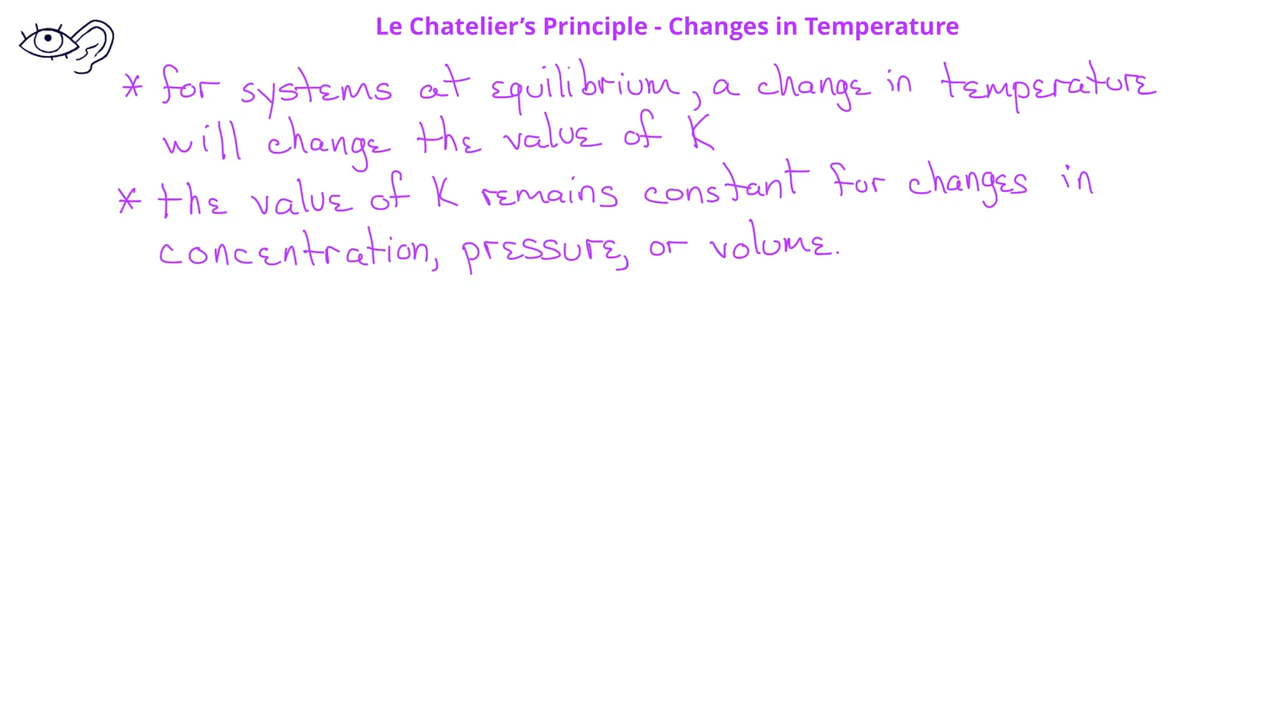 Le Chatelier’s Principle - Changes in Temperature
* for systems at equilibrium, a change in temperature
will change the value of K
* the value of K remains constant for changes in
concentration, pressure, or volume.